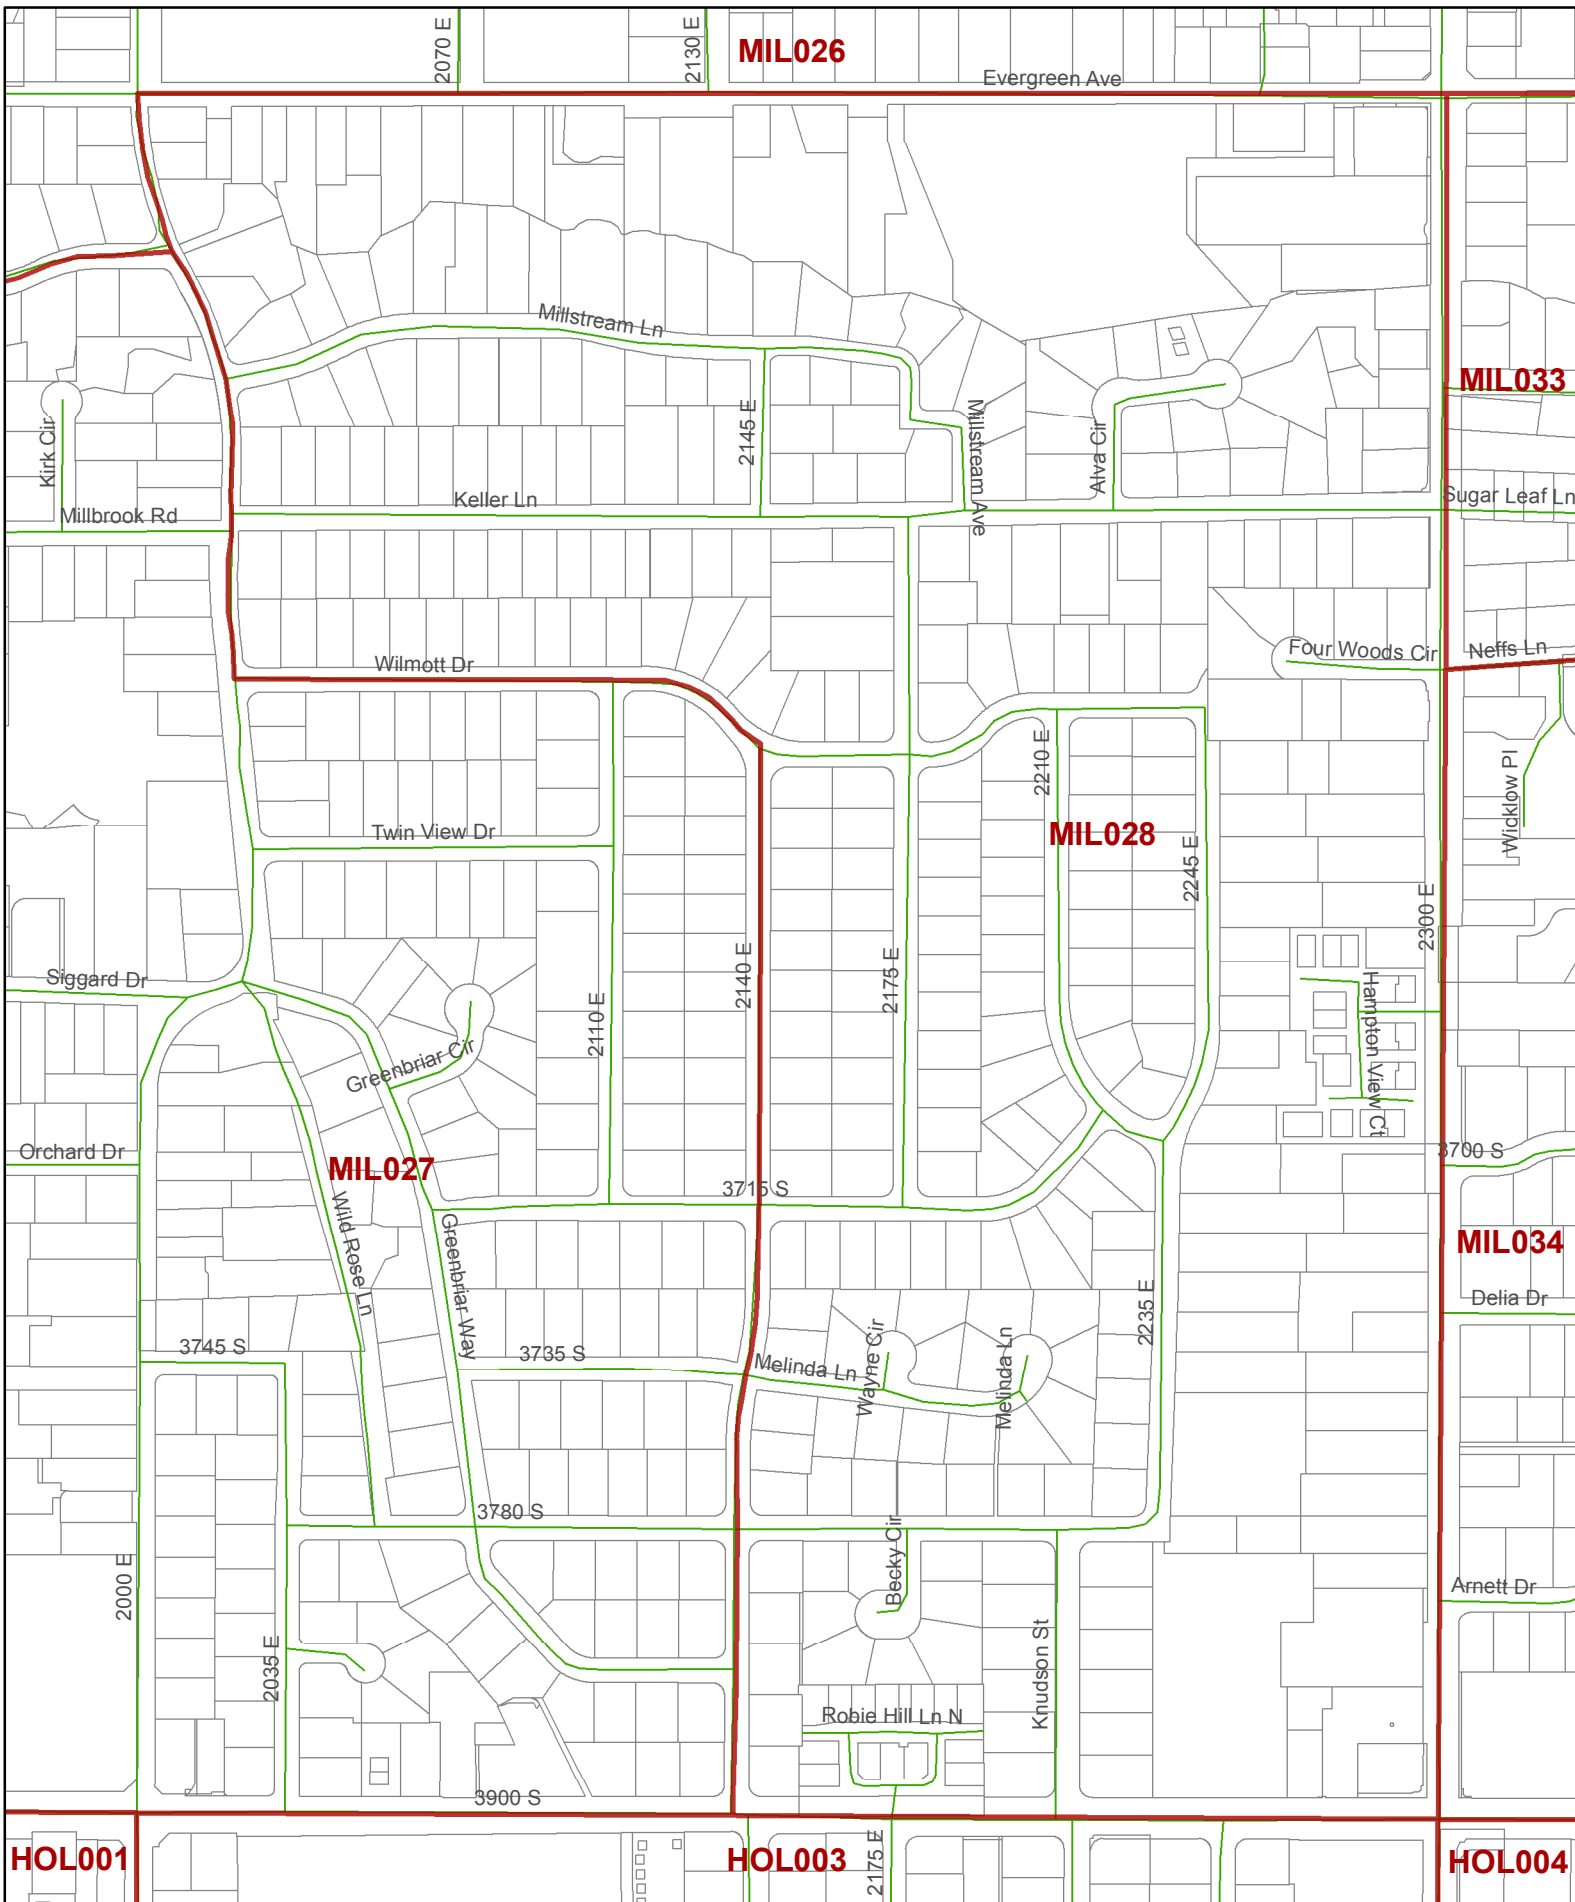 2070 E
2130 E
MIL026
Evergreen Ave
Millstream Ln
MIL033
Kirk Cir
2145 E
Millstream Ave
Alva Cir
Keller Ln
Sugar Leaf Ln
Millbrook Rd
Wilmott Dr
Four Woods Cir
Neffs Ln
2210 E
Wicklow Pl
Twin View Dr
MIL028
2245 E
2300 E
Siggard Dr
2140 E
2175 E
Hampton View Ct
2110 E
Greenbriar Cir
Orchard Dr
3700 S
MIL027
3715 S
Wild Rose Ln
Greenbriar Way
MIL034
2235 E
Delia Dr
3745 S
3735 S
Melinda Ln
Wayne Cir
Melinda Ln
3780 S
Becky Cir
2000 E
Arnett Dr
2035 E
Knudson St
Robie Hill Ln N
3900 S
HOL001
HOL003
2175 E
HOL004